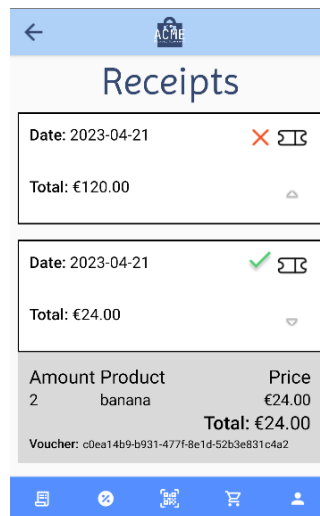 ACME
Receipts
Date: 2023-04-21
Total: €120.00
Date: 2023-04-21
Total: €24.00
Amount Product Price
2 banana €24.00
Total: €24.00
Voucher: c0ea14b9-b931-477f-8e1d-52b3e831c4a2